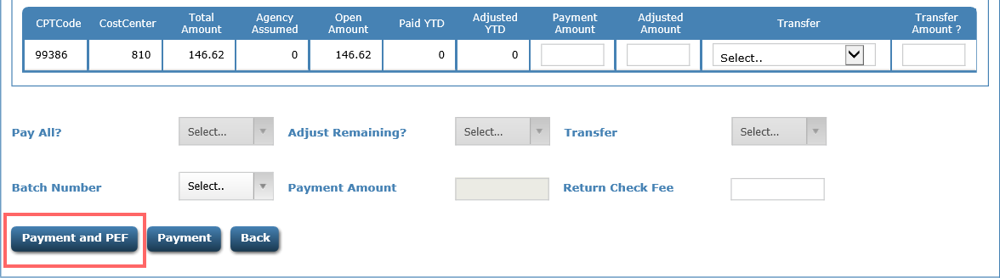 CPTCode CostCenter Total Amount Agency Assumed Open Amount Paid YTD Adjusted YTD Payment Amount Adjusted Amount Transfer Transfer Amount ?
99386 810 146.62 0 146.62 0 0 Select..
Pay All? Select... Adjust Remaining? Select... Transfer Select...
Batch Number Select.. Payment Amount Return Check Fee
Payment and PEF Payment Back